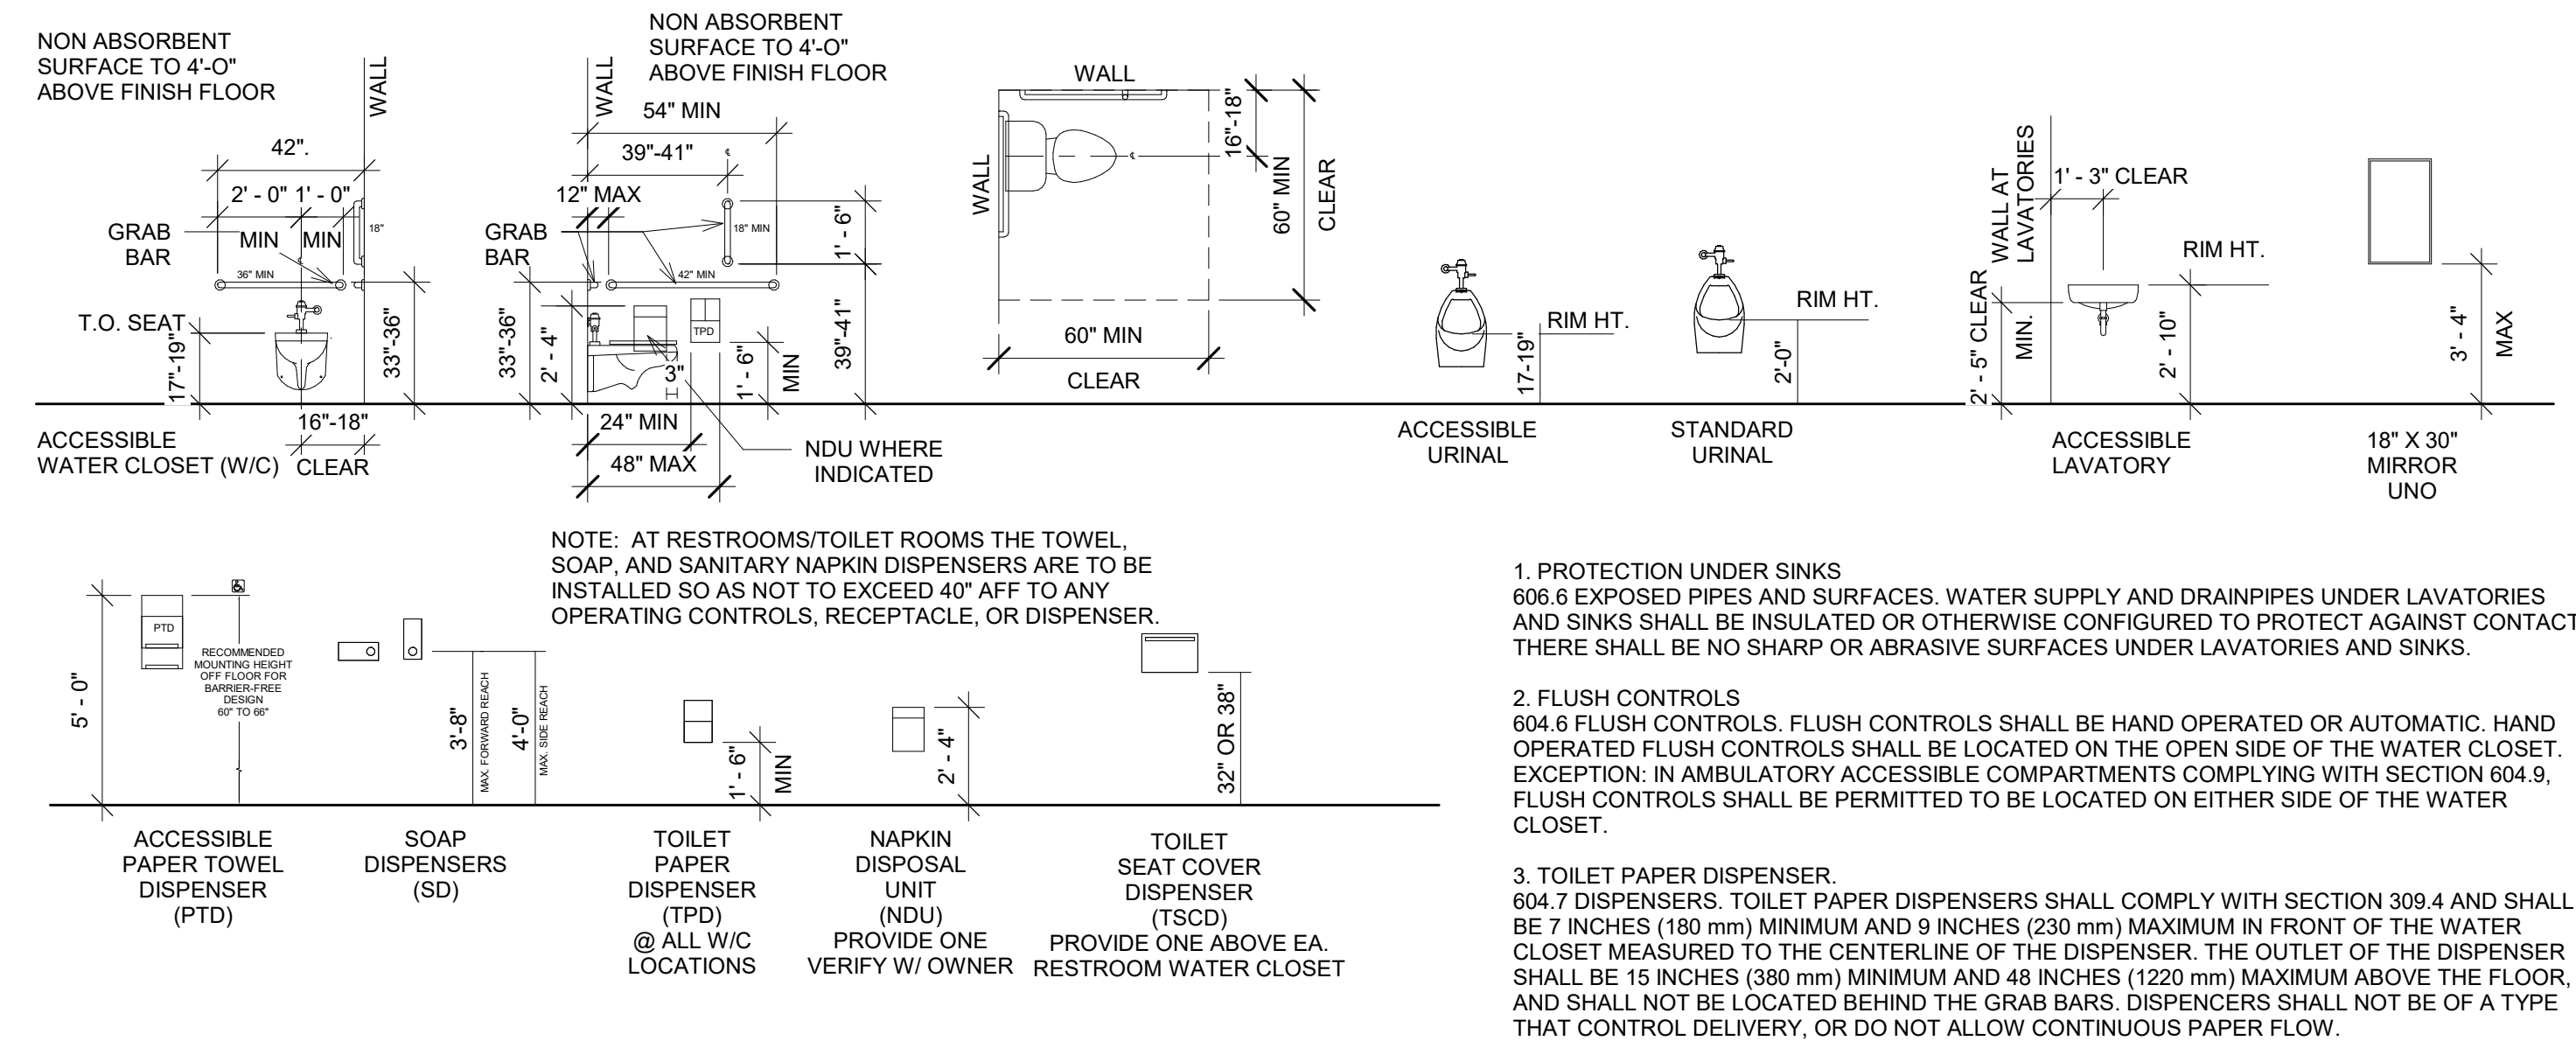 NON ABSORBENT
SURFACE TO 4'-O"
ABOVE FINISH FLOOR
WALL
42".
2' - 0" 1' - 0"
MIN MIN
GRAB
BAR
18"
36" MIN
T.O. SEAT
17"-19"
33"-36"
16"-18"
CLEAR
ACCESSIBLE
WATER CLOSET (W/C)
NON ABSORBENT
SURFACE TO 4'-O"
ABOVE FINISH FLOOR
WALL
54" MIN
39"-41"
℄
12" MAX
GRAB
BAR
18" MIN
42" MIN
1' - 6"
33"-36"
2' - 4"
TPD
3"
1' - 6"
MIN
39"-41"
24" MIN
48" MAX
NDU WHERE
INDICATED
WALL
WALL
℄
16"-18"
60" MIN
CLEAR
60" MIN
CLEAR
RIM HT.
17-19"
ACCESSIBLE
URINAL
RIM HT.
2'-0"
STANDARD
URINAL
WALL AT
LAVATORIES
1' - 3" CLEAR
RIM HT.
2' - 5" CLEAR
MIN.
2' - 10"
ACCESSIBLE
LAVATORY
3' - 4"
MAX
18" X 30"
MIRROR
UNO
NOTE: AT RESTROOMS/TOILET ROOMS THE TOWEL,
SOAP, AND SANITARY NAPKIN DISPENSERS ARE TO BE
INSTALLED SO AS NOT TO EXCEED 40" AFF TO ANY
OPERATING CONTROLS, RECEPTACLE, OR DISPENSER.
5' - 0"
PTD
RECOMMENDED
MOUNTING HEIGHT
OFF FLOOR FOR
BARRIER-FREE
DESIGN
60" TO 66"
ACCESSIBLE
PAPER TOWEL
DISPENSER
(PTD)
3'-8"
MAX. FORWARD REACH
4'-0"
MAX. SIDE REACH
SOAP
DISPENSERS
(SD)
1' - 6"
MIN
TOILET
PAPER
DISPENSER
(TPD)
@ ALL W/C
LOCATIONS
2' - 4"
NAPKIN
DISPOSAL
UNIT
(NDU)
PROVIDE ONE
VERIFY W/ OWNER
32" OR 38"
TOILET
SEAT COVER
DISPENSER
(TSCD)
PROVIDE ONE ABOVE EA.
RESTROOM WATER CLOSET
1. PROTECTION UNDER SINKS
606.6 EXPOSED PIPES AND SURFACES. WATER SUPPLY AND DRAINPIPES UNDER LAVATORIES
AND SINKS SHALL BE INSULATED OR OTHERWISE CONFIGURED TO PROTECT AGAINST CONTACT
THERE SHALL BE NO SHARP OR ABRASIVE SURFACES UNDER LAVATORIES AND SINKS.
2. FLUSH CONTROLS
604.6 FLUSH CONTROLS. FLUSH CONTROLS SHALL BE HAND OPERATED OR AUTOMATIC. HAND
OPERATED FLUSH CONTROLS SHALL BE LOCATED ON THE OPEN SIDE OF THE WATER CLOSET.
EXCEPTION: IN AMBULATORY ACCESSIBLE COMPARTMENTS COMPLYING WITH SECTION 604.9,
FLUSH CONTROLS SHALL BE PERMITTED TO BE LOCATED ON EITHER SIDE OF THE WATER
CLOSET.
3. TOILET PAPER DISPENSER.
604.7 DISPENSERS. TOILET PAPER DISPENSERS SHALL COMPLY WITH SECTION 309.4 AND SHALL
BE 7 INCHES (180 mm) MINIMUM AND 9 INCHES (230 mm) MAXIMUM IN FRONT OF THE WATER
CLOSET MEASURED TO THE CENTERLINE OF THE DISPENSER. THE OUTLET OF THE DISPENSER
SHALL BE 15 INCHES (380 mm) MINIMUM AND 48 INCHES (1220 mm) MAXIMUM ABOVE THE FLOOR,
AND SHALL NOT BE LOCATED BEHIND THE GRAB BARS. DISPENCERS SHALL NOT BE OF A TYPE
THAT CONTROL DELIVERY, OR DO NOT ALLOW CONTINUOUS PAPER FLOW.